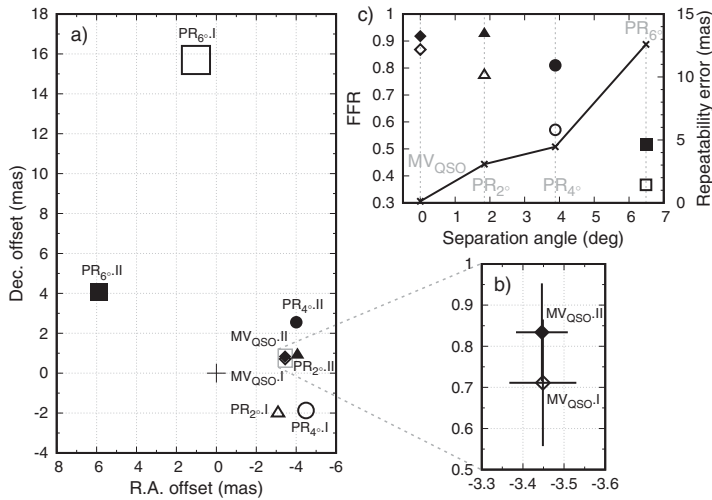 a)
PR6°.I
PR6°.II
PR4°.II
MVQSO.II
PR2°.II
MVQSO.I
PR2°.I
PR4°.I
18
16
14
12
10
8
6
4
2
0
-2
-4
Dec. offset (mas)
8 6 4 2 0 -2 -4 -6
R.A. offset (mas)
c)
PR6°
MVQSO
PR2°
PR4°
1
0.9
0.8
0.7
0.6
0.5
0.4
0.3
FFR
15
10
5
0
Repeatability error (mas)
0 1 2 3 4 5 6 7
Separation angle (deg)
b)
MVQSO.II
MVQSO.I
1
0.9
0.8
0.7
0.6
0.5
-3.3 -3.4 -3.5 -3.6